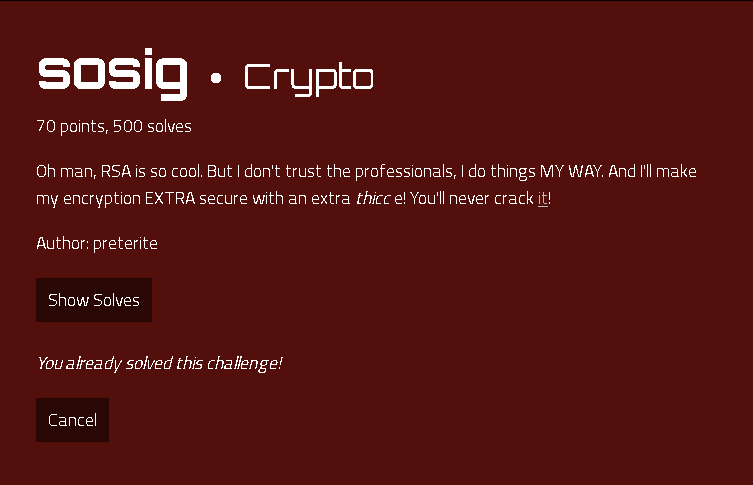 sosig • Crypto
70 points, 500 solves
Oh man, RSA is so cool. But I don't trust the professionals, I do things MY WAY. And I'll make
my encryption EXTRA secure with an extra thicc e! You'll never crack it!
Author: preterite
Show Solves
You already solved this challenge!
Cancel